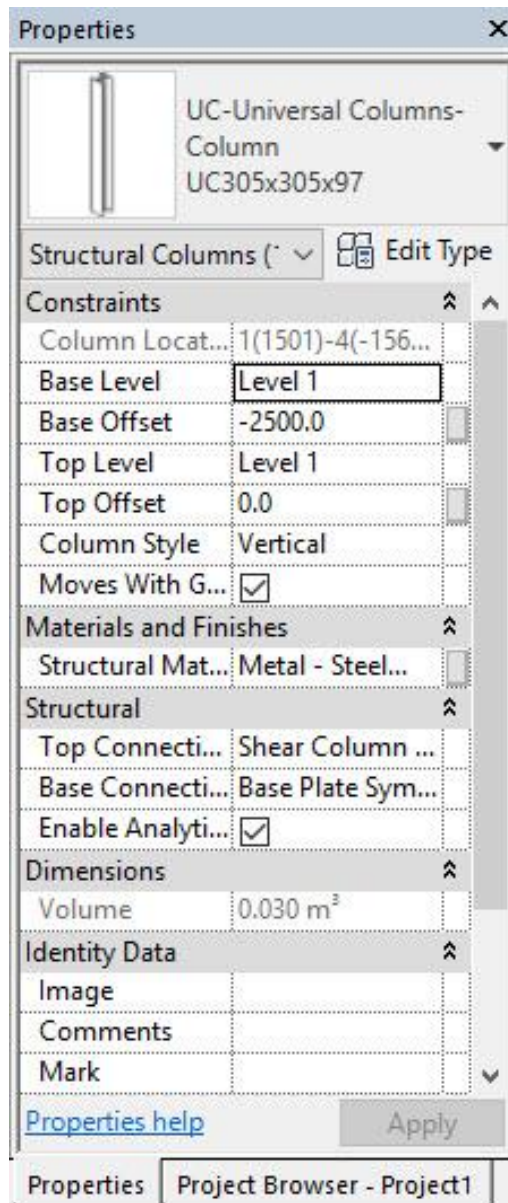 Properties
UC-Universal Columns-
Column
UC305x305x97
Structural Columns (
Edit Type
Constraints
Column Locat... 1(1501)-4(-156...
Base Level Level 1
Base Offset -2500.0
Top Level Level 1
Top Offset 0.0
Column Style Vertical
Moves With G...
Materials and Finishes
Structural Mat... Metal - Steel...
Structural
Top Connecti... Shear Column ...
Base Connecti... Base Plate Sym...
Enable Analyti...
Dimensions
Volume 0.030 m³
Identity Data
Image
Comments
Mark
Properties help Apply
Properties Project Browser - Project1